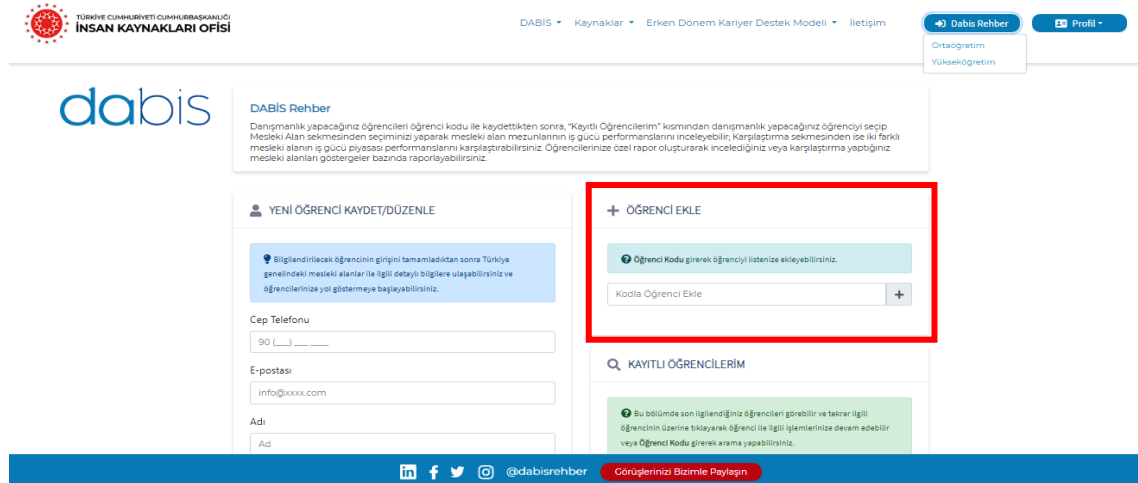 TÜRKİYE CUMHURİYETİ CUMHURBAŞKANLIĞI
İNSAN KAYNAKLARI OFİSİ
DABİS
Kaynaklar
Erken Dönem Kariyer Destek Modeli
İletişim
Dabis Rehber
Profil
Ortaöğretim
Yükseköğretim
dabis
DABİS Rehber
Danışmanlık yapacağınız öğrencileri öğrenci kodu ile kaydettikten sonra, "Kayıtlı Öğrencilerim" kısmından danışmanlık yapacağınız öğrenciyi seçip
Mesleki Alan sekmesinden seçiminizi yaparak mesleki alan mezunlarının iş gücü performanslarını inceleyebilir; Karşılaştırma sekmesinden ise iki farklı
mesleki alanın iş gücü piyasası performanslarını karşılaştırabilirsiniz. Öğrencilerinize özel rapor oluşturarak incelediğiniz veya karşılaştırma yaptığınız
mesleki alanları göstergeler bazında raporlayabilirsiniz.
YENİ ÖĞRENCİ KAYDET/DÜZENLE
Bilgilendirilecek öğrencinin girişini tamamladıktan sonra Türkiye
genelindeki mesleki alanlar ile ilgili detaylı bilgilere ulaşabilirsiniz ve
öğrencilerinize yol göstermeye başlayabilirsiniz.
Cep Telefonu
90 (__) ___ ____
E-postası
info@xxxx.com
Adı
Ad
ÖĞRENCİ EKLE
Öğrenci Kodu girerek öğrenciyi listenize ekleyebilirsiniz.
Kodla Öğrenci Ekle
KAYITLI ÖĞRENCİLERİM
Bu bölümde son ilgilendiğiniz öğrencileri görebilir ve tekrar ilgili
öğrencinin üzerine tıklayarak öğrenci ile ilgili işlemlerinize devam edebilir
veya Öğrenci Kodu girerek arama yapabilirsiniz.
@dabisrehber
Görüşlerinizi Bizimle Paylaşın